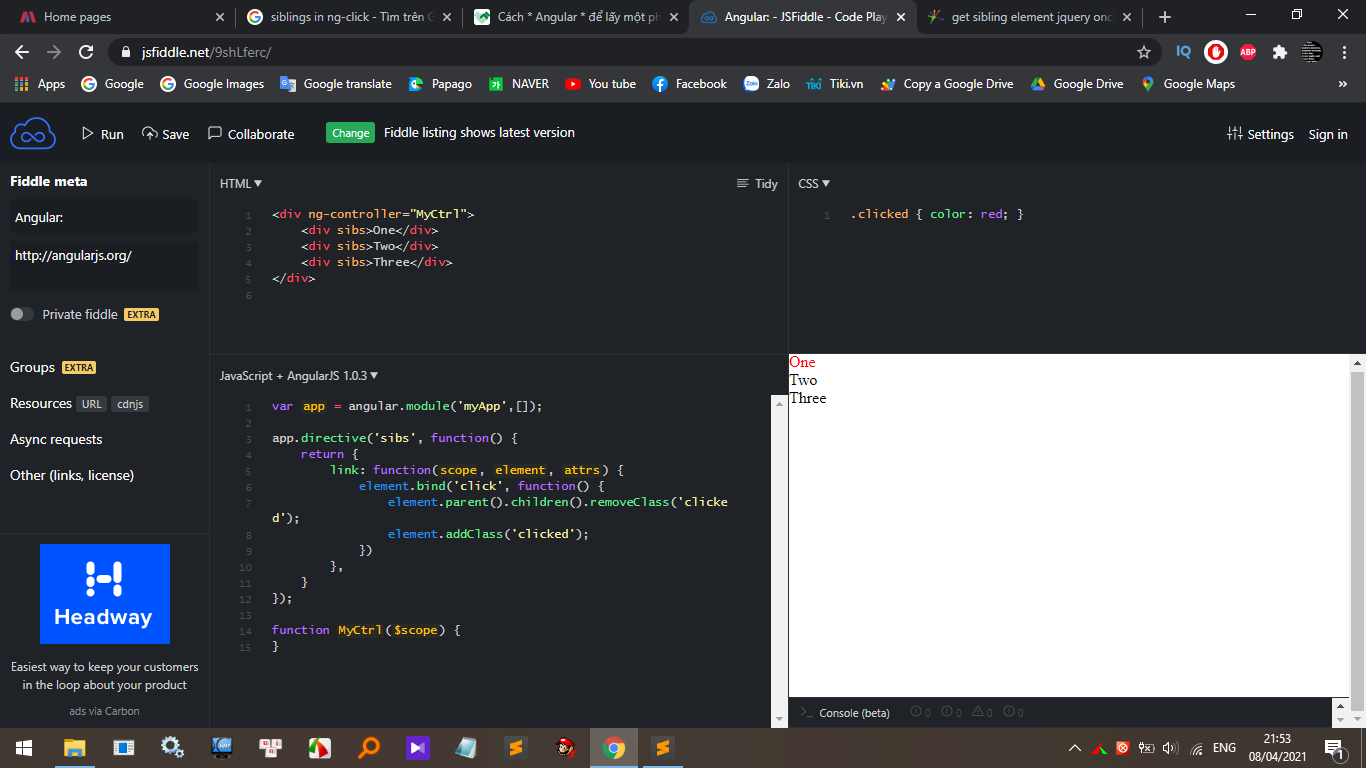 Home pages
siblings in ng-click - Tìm trên G
Cách * Angular * để lấy một ph
Angular: - JSFiddle - Code Play
get sibling element jquery onc
jsfiddle.net/9shLferc/
IQ
ABP
Apps
Google
Google Images
Google translate
Papago
NAVER
You tube
Facebook
Zalo
Tiki.vn
Copy a Google Drive
Google Drive
Google Maps
»
Run
Save
Collaborate
Change
Fiddle listing shows latest version
Settings
Sign in
Fiddle meta
Angular:
http://angularjs.org/
Private fiddle EXTRA
Groups EXTRA
Resources URL cdnjs
Async requests
Other (links, license)
Headway
Easiest way to keep your customers
in the loop about your product
ads via Carbon
HTML ▼
Tidy
1 <div ng-controller="MyCtrl">
2 <div sibs>One</div>
3 <div sibs>Two</div>
4 <div sibs>Three</div>
5 </div>
6
CSS ▼
1 .clicked { color: red; }
JavaScript + AngularJS 1.0.3 ▼
1 var app = angular.module('myApp',[]);
2
3 app.directive('sibs', function() {
4 return {
5 link: function(scope, element, attrs) {
6 element.bind('click', function() {
7 element.parent().children().removeClass('clicke
d');
8 element.addClass('clicked');
9 })
10 },
11 }
12 });
13
14 function MyCtrl($scope) {
15 }
One
Two
Three
>_ Console (beta)
0
0
0
0
ENG
21:53
08/04/2021
1